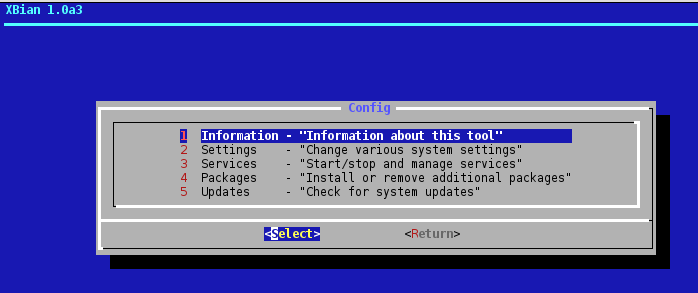 XBian 1.0a3
Config
1 Information - "Information about this tool"
2 Settings - "Change various system settings"
3 Services - "Start/stop and manage services"
4 Packages - "Install or remove additional packages"
5 Updates - "Check for system updates"
<Select> <Return>